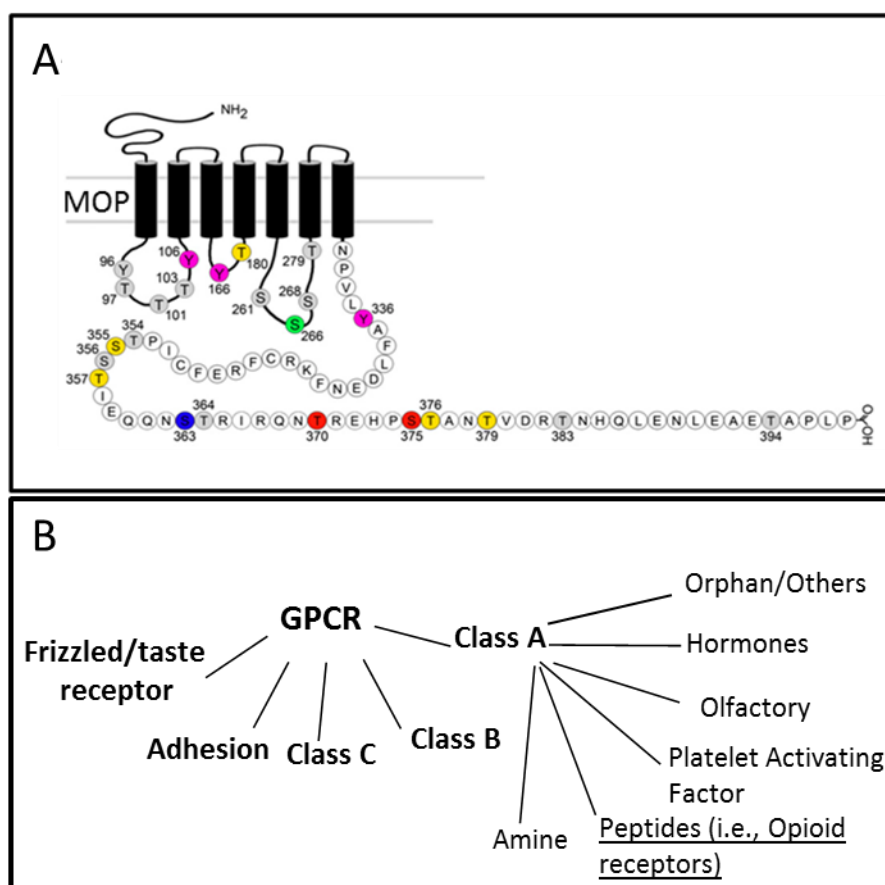 A
NH₂
MOP
96
Y
97
T
T
101
103
T
106
Y
Y
166
T
180
S
261
S
266
268
S
279
T
N
P
V
L
Y
336
A
F
L
D
E
N
F
K
R
C
F
R
E
F
C
I
P
T
354
355
S
356
S
357
T
I
E
Q
Q
N
S
363
364
T
R
I
R
Q
N
T
370
R
E
H
P
S
375
376
T
A
N
T
379
V
D
R
T
383
N
H
Q
L
E
N
L
E
A
E
T
394
A
P
L
P
O
OH
B
GPCR
Frizzled/taste
receptor
Adhesion
Class C
Class B
Class A
Orphan/Others
Hormones
Olfactory
Platelet Activating
Factor
Peptides (i.e., Opioid
receptors)
Amine